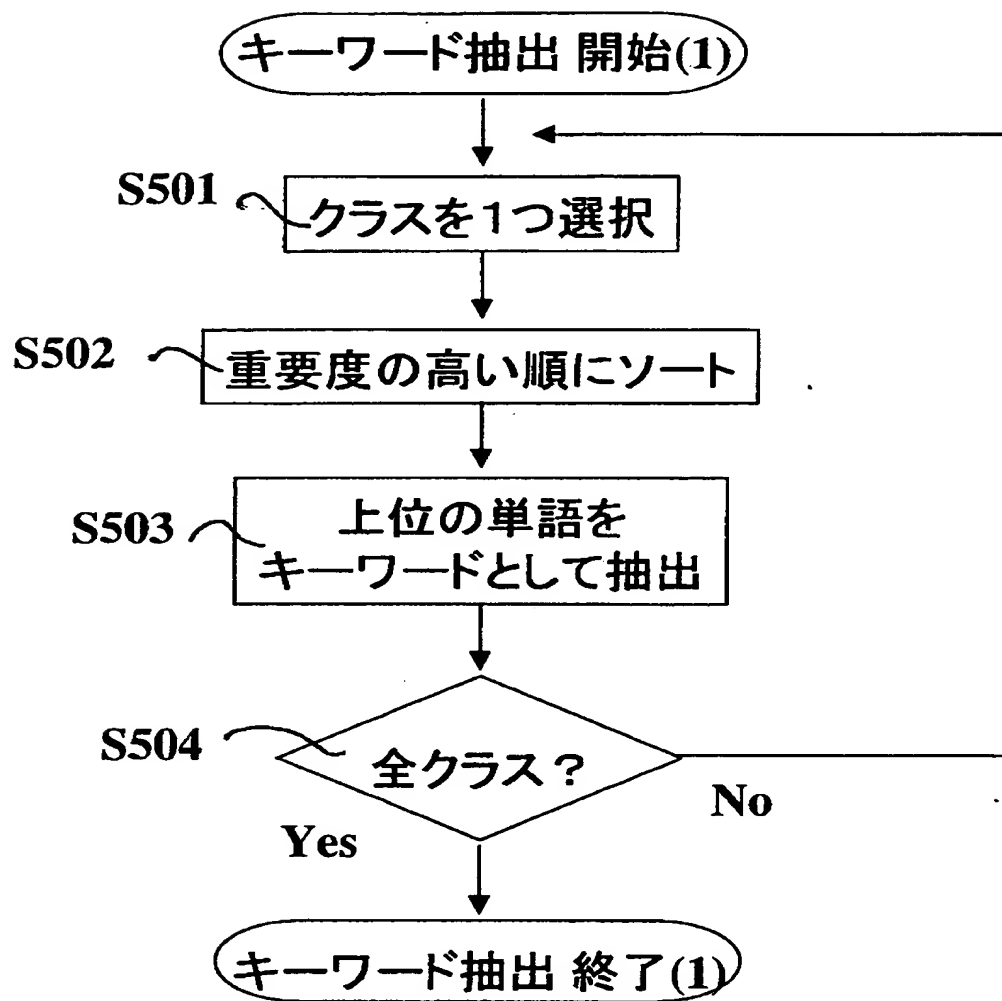 キーワード抽出 開始(1)
S501
クラスを1つ選択
S502
重要度の高い順にソート
S503
上位の単語を
キーワードとして抽出
S504
全クラス?
No
Yes
キーワード抽出 終了(1)